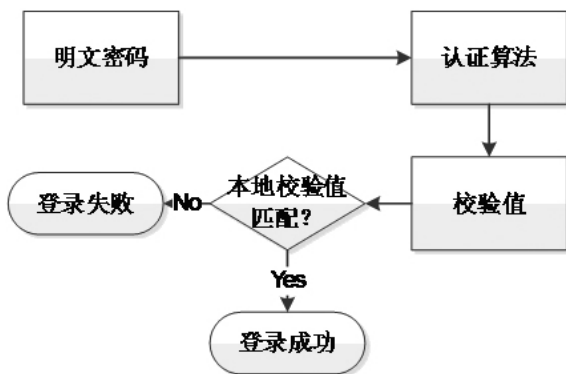 明文密码
认证算法
本地校验值
匹配?
校验值
登录失败
No
Yes
登录成功